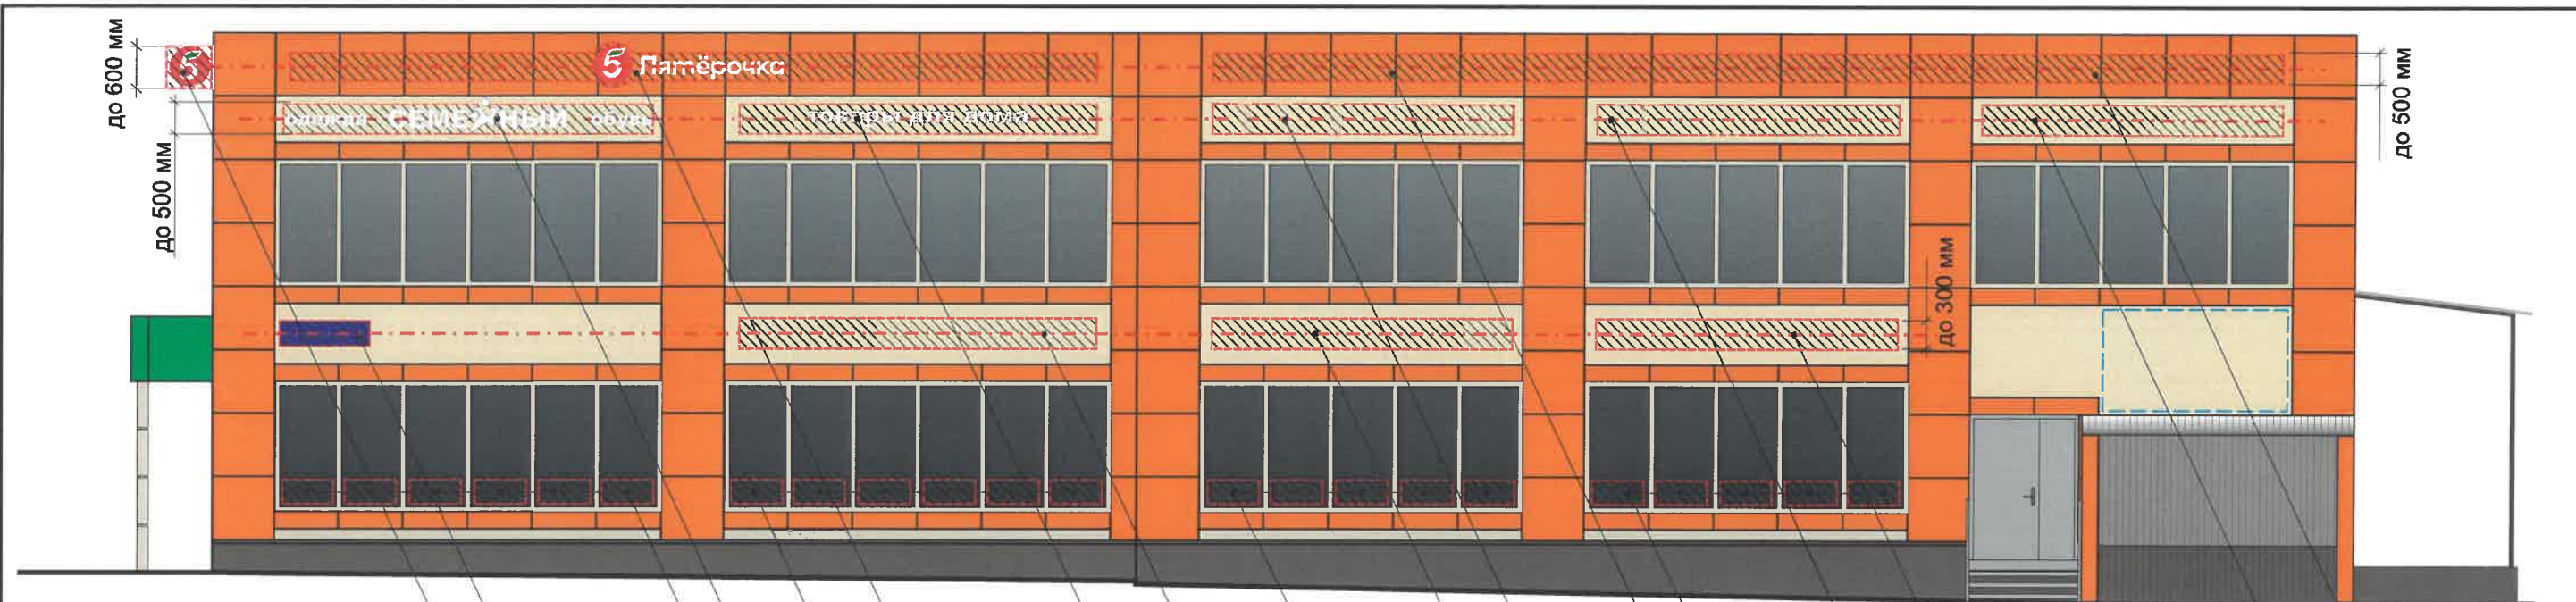 до 600 мм
5
5 Пятёрочка
до 500 мм
до 500 мм
одежда СЕМЕЙНЫЙ обувь
товары для дома
до 300 мм